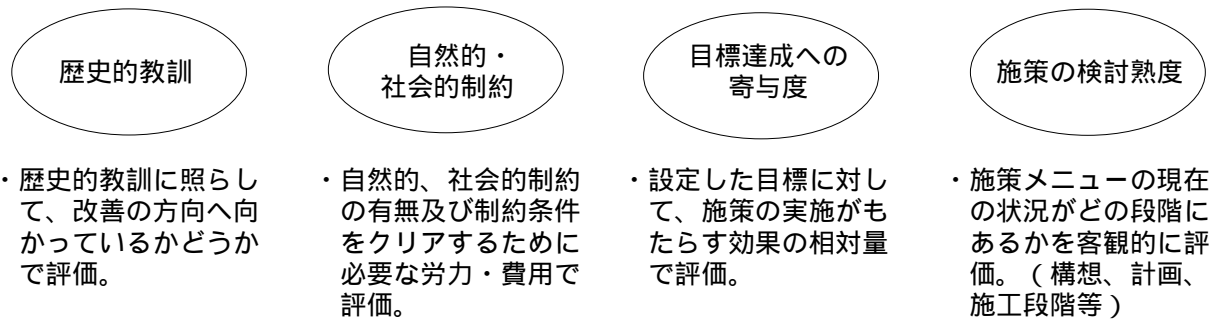 歴史的教訓
自然的・
社会的制約
目標達成への
寄与度
施策の検討熟度
・歴史的教訓に照らし
て、改善の方向へ向
かっているかどうか
で評価。
・自然的、社会的制約
の有無及び制約条件
をクリアするために
必要な労力・費用で
評価。
・設定した目標に対し
て、施策の実施がも
たらす効果の相対量
で評価。
・施策メニューの現在
の状況がどの段階に
あるかを客観的に評
価。（構想、計画、
施工段階等）